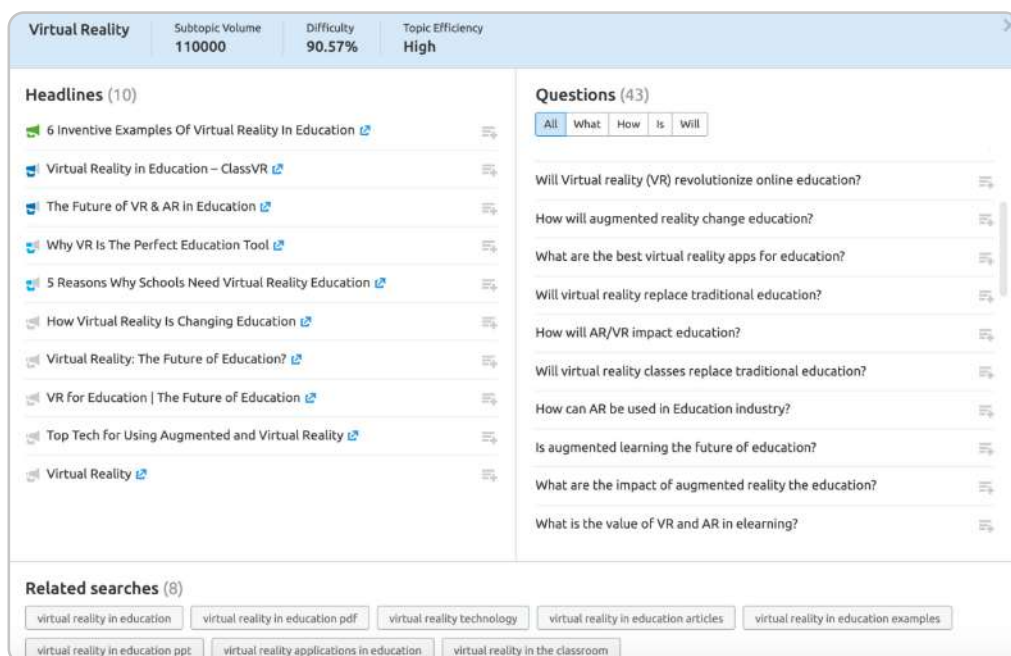 Virtual Reality
Subtopic Volume
110000
Difficulty
90.57%
Topic Efficiency
High
Headlines (10)
6 Inventive Examples Of Virtual Reality In Education
Virtual Reality in Education – ClassVR
The Future of VR & AR in Education
Why VR Is The Perfect Education Tool
5 Reasons Why Schools Need Virtual Reality Education
How Virtual Reality Is Changing Education
Virtual Reality: The Future of Education?
VR for Education | The Future of Education
Top Tech for Using Augmented and Virtual Reality
Virtual Reality
Questions (43)
All What How Is Will
Will Virtual reality (VR) revolutionize online education?
How will augmented reality change education?
What are the best virtual reality apps for education?
Will virtual reality replace traditional education?
How will AR/VR impact education?
Will virtual reality classes replace traditional education?
How can AR be used in Education industry?
Is augmented learning the future of education?
What are the impact of augmented reality the education?
What is the value of VR and AR in elearning?
Related searches (8)
virtual reality in education virtual reality in education pdf virtual reality technology virtual reality in education articles virtual reality in education examples
virtual reality in education ppt virtual reality applications in education virtual reality in the classroom